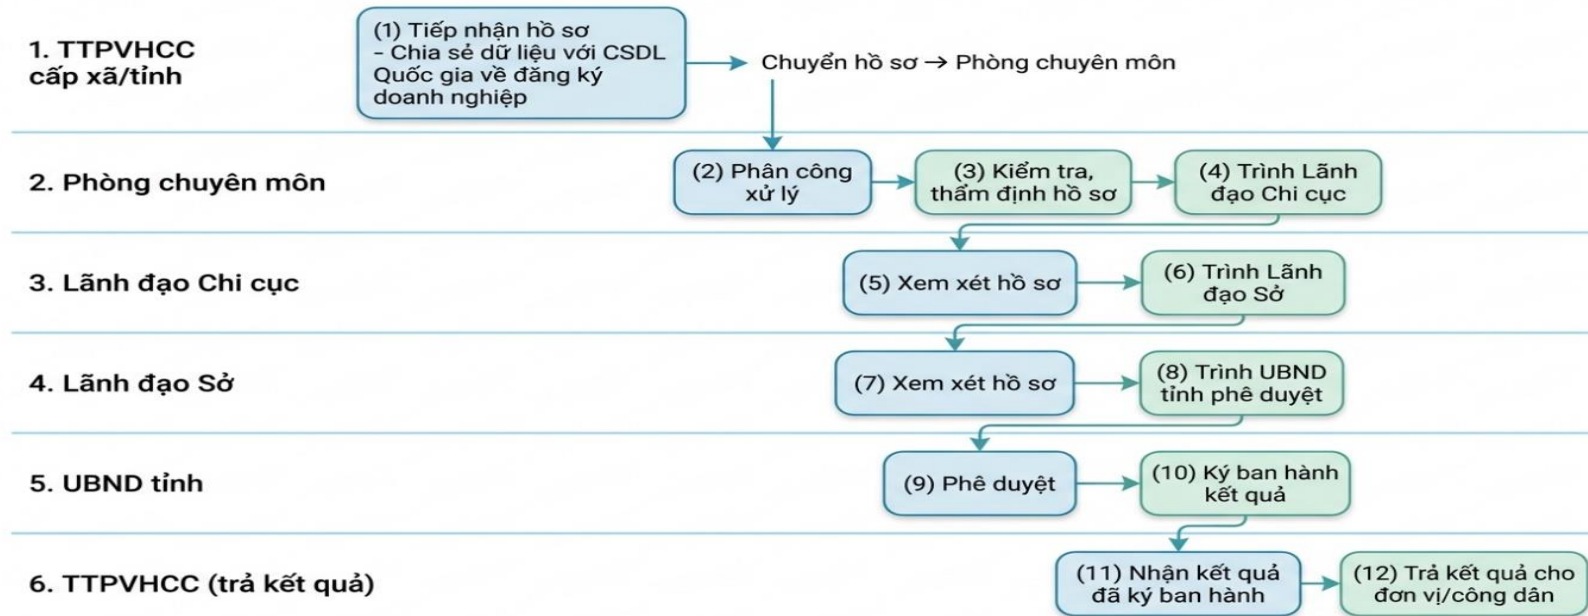 1. TTPVHCC
cấp xã/tỉnh
(1) Tiếp nhận hồ sơ
- Chia sẻ dữ liệu với CSDL
Quốc gia về đăng ký
doanh nghiệp
Chuyển hồ sơ → Phòng chuyên môn
2. Phòng chuyên môn
(2) Phân công
xử lý
(3) Kiểm tra,
thẩm định hồ sơ
(4) Trình Lãnh
đạo Chi cục
3. Lãnh đạo Chi cục
(5) Xem xét hồ sơ
(6) Trình Lãnh
đạo Sở
4. Lãnh đạo Sở
(7) Xem xét hồ sơ
(8) Trình UBND
tỉnh phê duyệt
5. UBND tỉnh
(9) Phê duyệt
(10) Ký ban hành
kết quả
6. TTPVHCC (trả kết quả)
(11) Nhận kết quả
đã ký ban hành
(12) Trả kết quả cho
đơn vị/công dân